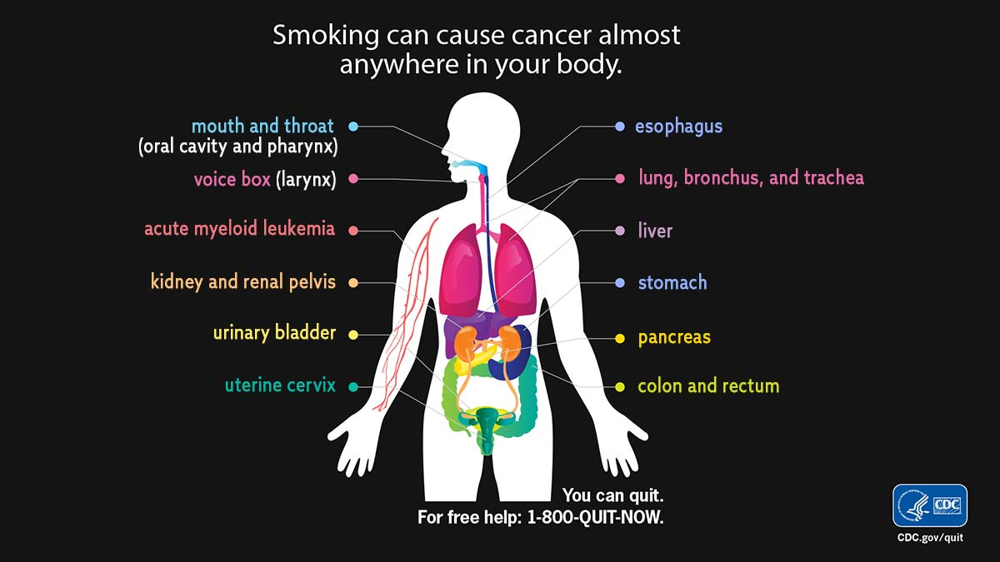 Smoking can cause cancer almost
anywhere in your body.
mouth and throat
(oral cavity and pharynx)
voice box (larynx)
acute myeloid leukemia
kidney and renal pelvis
urinary bladder
uterine cervix
esophagus
lung, bronchus, and trachea
liver
stomach
pancreas
colon and rectum
You can quit.
For free help: 1-800-QUIT-NOW.
CDC
CDC.gov/quit